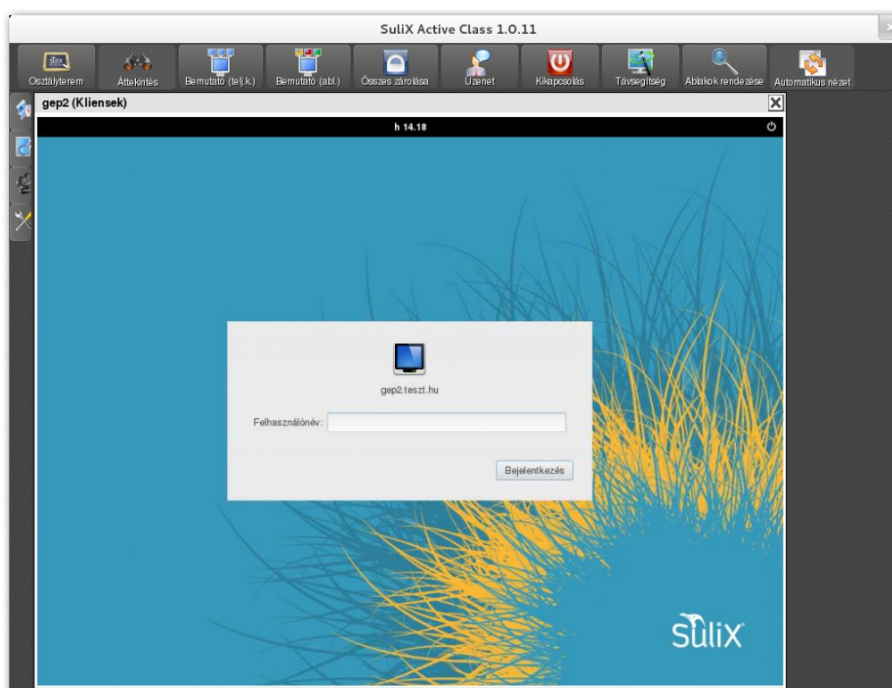 SuliX Active Class 1.0.11
Osztályterem
Áttekintés
Bemutató (telj.k.)
Bemutató (abl.)
Összes zárolása
Üzenet
Kikapcsolás
Távsegítség
Ablakok rendezése
Automatikus nézet
gep2 (Kliensek)
h 14.18
gep2.teszt.hu
Felhasználónév:
Bejelentkezés
SuliX